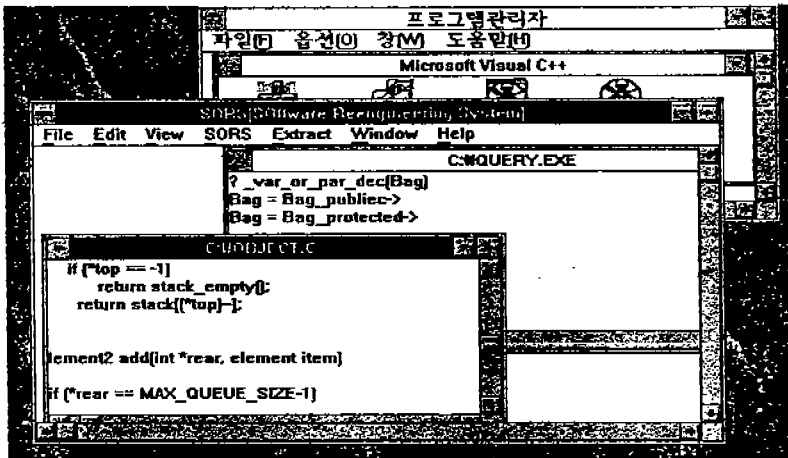 프로그램관리자
파일[F] 옵션[O] 창[W] 도움말[H]
Microsoft Visual C++
SORS[SOftware Reengineering System]
File Edit View SORS Extract Window Help
C:₩QUERY.EXE
? _var_or_par_dec[Bag]
Bag = Bag_publiec->
Bag = Bag_protected->
C:₩OBJECT.C
if (*top == -1)
return stack_empty();
return stack[(*top)--];
lement2 add(int *rear, element item)
if (*rear == MAX_QUEUE_SIZE-1)